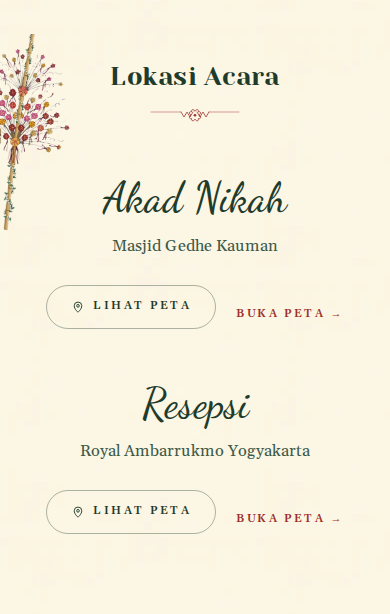 Lokasi Acara
Akad Nikah
Masjid Gedhe Kauman
LIHAT PETA
BUKA PETA →
Resepsi
Royal Ambarrukmo Yogyakarta
LIHAT PETA
BUKA PETA →